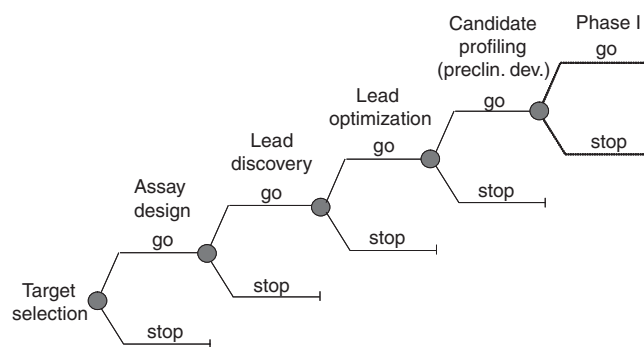 Candidate
profiling
(preclin. dev.)
Phase I
go
stop
Lead
optimization
go
stop
Lead
discovery
go
stop
Assay
design
go
stop
Target
selection
go
stop